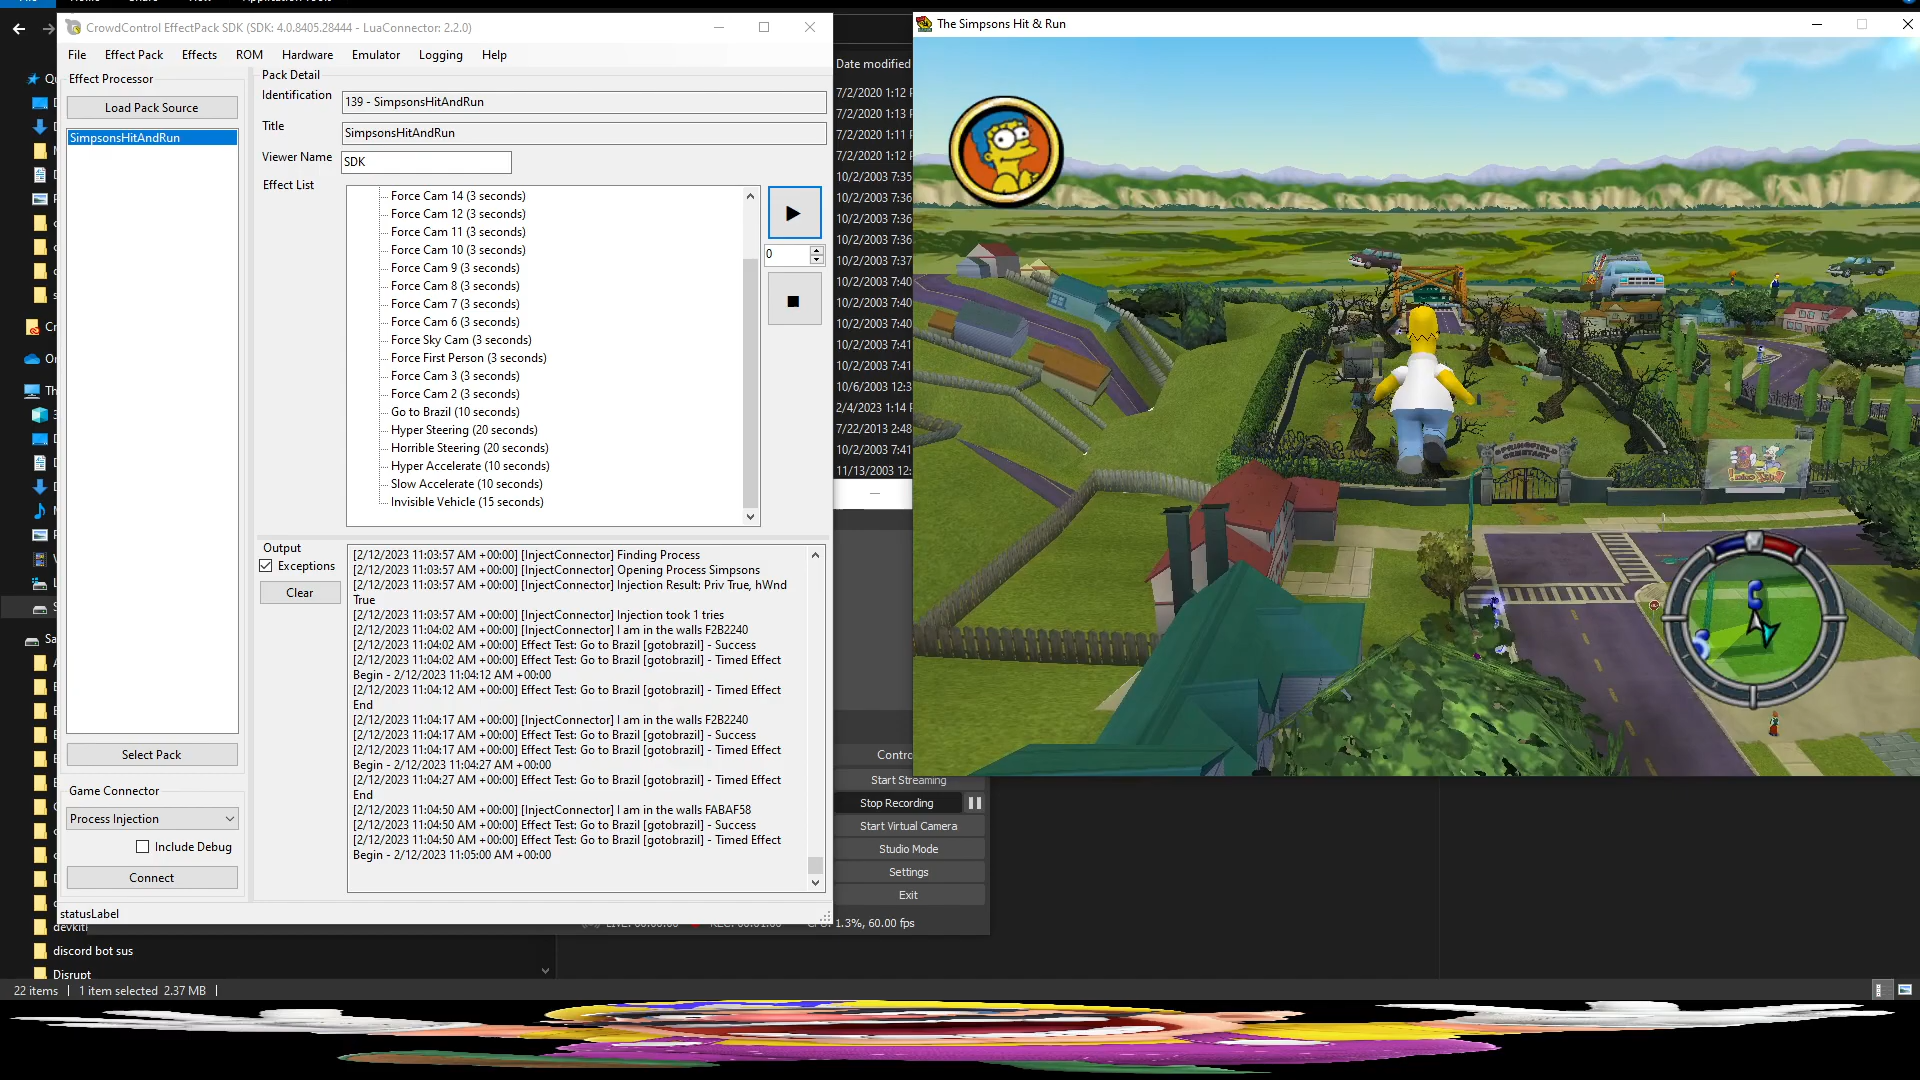 CrowdControl EffectPack SDK (SDK: 4.0.8405.28444 - LuaConnector: 2.2.0)
File Effect Pack Effects ROM Hardware Emulator Logging Help
Effect Processor
Load Pack Source
SimpsonsHitAndRun
Select Pack
Game Connector
Process Injection
Include Debug
Connect
statusLabel
Pack Detail
Identification
139 - SimpsonsHitAndRun
Title
SimpsonsHitAndRun
Viewer Name
SDK
Effect List
Force Cam 14 (3 seconds)
Force Cam 12 (3 seconds)
Force Cam 11 (3 seconds)
Force Cam 10 (3 seconds)
Force Cam 9 (3 seconds)
Force Cam 8 (3 seconds)
Force Cam 7 (3 seconds)
Force Cam 6 (3 seconds)
Force Sky Cam (3 seconds)
Force First Person (3 seconds)
Force Cam 3 (3 seconds)
Force Cam 2 (3 seconds)
Go to Brazil (10 seconds)
Hyper Steering (20 seconds)
Horrible Steering (20 seconds)
Hyper Accelerate (10 seconds)
Slow Accelerate (10 seconds)
Invisible Vehicle (15 seconds)
0
Output
Exceptions
Clear
[2/12/2023 11:03:57 AM +00:00] [InjectConnector] Finding Process
[2/12/2023 11:03:57 AM +00:00] [InjectConnector] Opening Process Simpsons
[2/12/2023 11:03:57 AM +00:00] [InjectConnector] Injection Result: Priv True, hWnd
True
[2/12/2023 11:03:57 AM +00:00] [InjectConnector] Injection took 1 tries
[2/12/2023 11:04:02 AM +00:00] [InjectConnector] I am in the walls F2B2240
[2/12/2023 11:04:02 AM +00:00] Effect Test: Go to Brazil [gotobrazil] - Success
[2/12/2023 11:04:02 AM +00:00] Effect Test: Go to Brazil [gotobrazil] - Timed Effect
Begin - 2/12/2023 11:04:12 AM +00:00
[2/12/2023 11:04:12 AM +00:00] Effect Test: Go to Brazil [gotobrazil] - Timed Effect
End
[2/12/2023 11:04:17 AM +00:00] [InjectConnector] I am in the walls F2B2240
[2/12/2023 11:04:17 AM +00:00] Effect Test: Go to Brazil [gotobrazil] - Success
[2/12/2023 11:04:17 AM +00:00] Effect Test: Go to Brazil [gotobrazil] - Timed Effect
Begin - 2/12/2023 11:04:27 AM +00:00
[2/12/2023 11:04:27 AM +00:00] Effect Test: Go to Brazil [gotobrazil] - Timed Effect
End
[2/12/2023 11:04:50 AM +00:00] [InjectConnector] I am in the walls FABAF58
[2/12/2023 11:04:50 AM +00:00] Effect Test: Go to Brazil [gotobrazil] - Success
[2/12/2023 11:04:50 AM +00:00] Effect Test: Go to Brazil [gotobrazil] - Timed Effect
Begin - 2/12/2023 11:05:00 AM +00:00
Date modified
7/2/2020 1:12
7/2/2020 1:13
7/2/2020 1:11
7/2/2020 1:12
10/2/2003 7:35
10/2/2003 7:36
10/2/2003 7:36
10/2/2003 7:36
10/2/2003 7:37
10/2/2003 7:40
10/2/2003 7:40
10/2/2003 7:40
10/2/2003 7:41
10/2/2003 7:41
10/6/2003 12:3
2/4/2023 1:14
7/22/2013 2:48
10/2/2003 7:41
11/13/2003 12:
Contro
Start Streaming
Stop Recording
Start Virtual Camera
Studio Mode
Settings
Exit
1.3%, 60.00 fps
The Simpsons Hit & Run
SPRINGFIELD
CEMETARY
devkiti
discord bot sus
Disrupt
22 items 1 item selected 2.37 MB